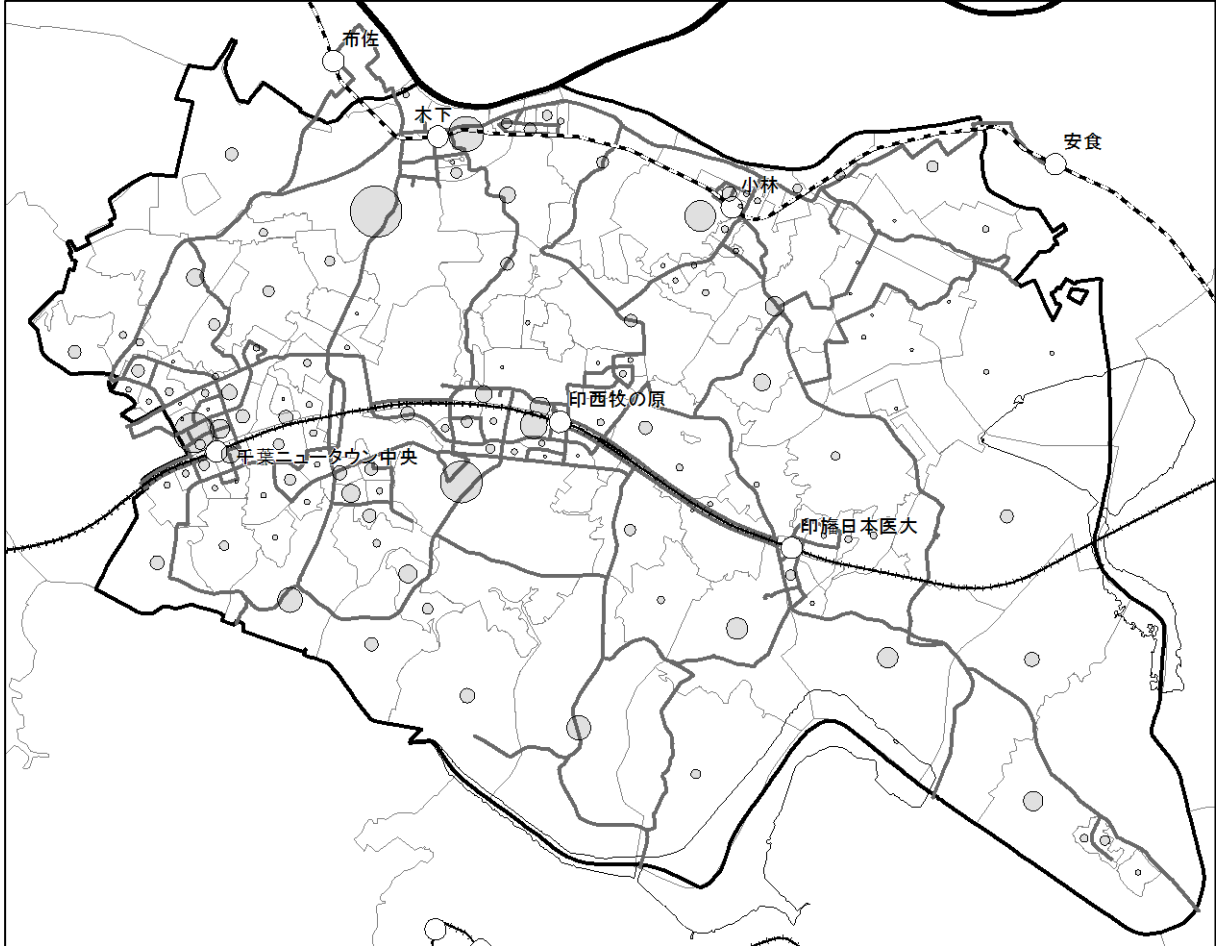 布佐
木下
安食
小林
印西牧の原
千葉ニュータウン中央
印旛日本医大